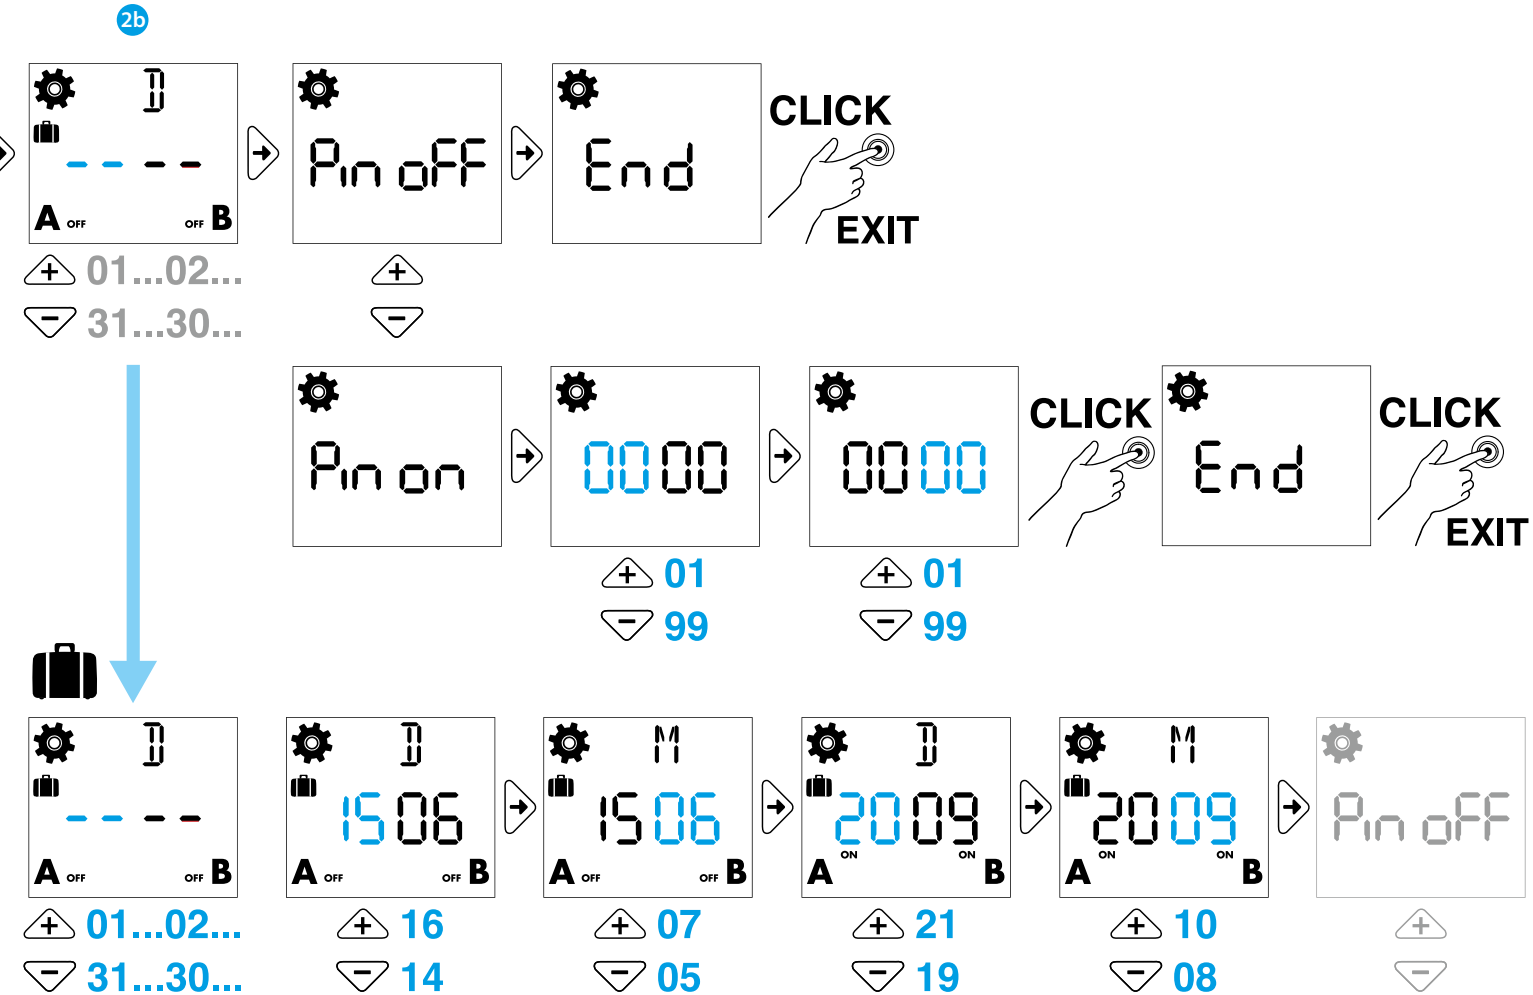 2b
D
-- --
A OFF OFF B
01...02...
31...30...
Pin oFF
End
CLICK
EXIT
Pin on
0000
01
99
0000
01
99
CLICK
End
CLICK
EXIT
D
-- --
A OFF OFF B
01...02...
31...30...
D
1506
A OFF OFF B
16
14
M
1506
A OFF OFF B
07
05
D
2009
ON ON
A B
21
19
M
2009
ON ON
A B
10
08
Pin oFF